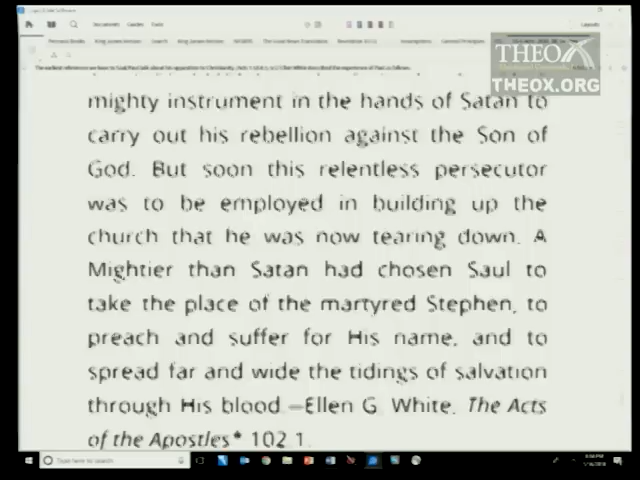 THEOX
THEOX.ORG
mighty instrument in the hands of Satan to
carry out his rebellion against the Son of
God. But soon this relentless persecutor
was to be employed in building up the
church that he was now tearing down. A
Mightier than Satan had chosen Saul to
take the place of the martyred Stephen, to
preach and suffer for His name, and to
spread far and wide the tidings of salvation
through His blood.—Ellen G. White, The Acts
of the Apostles* 102.1.
Type here to search